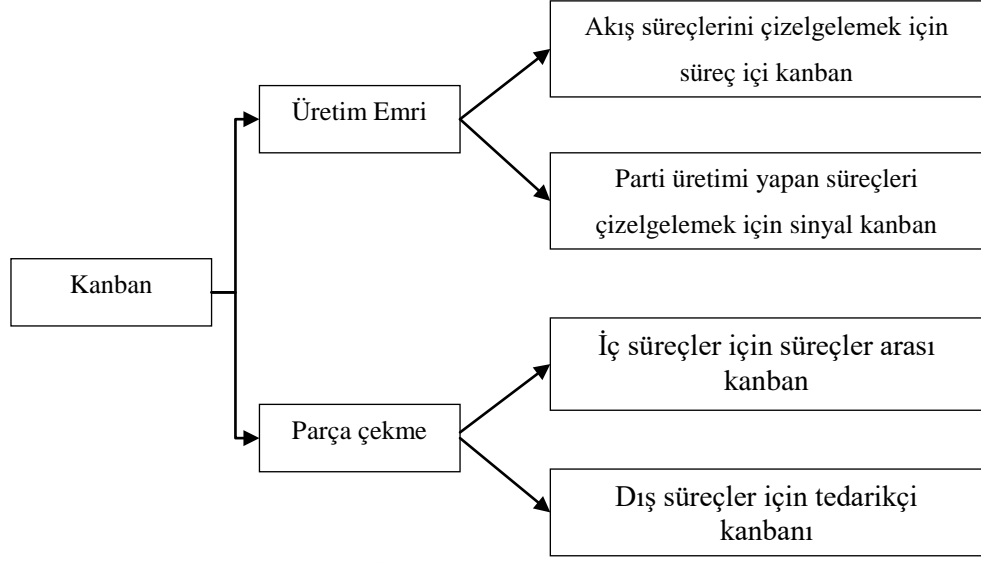 Kanban
Üretim Emri
Akış süreçlerini çizelgelemek için
süreç içi kanban
Parti üretimi yapan süreçleri
çizelgelemek için sinyal kanban
Parça çekme
İç süreçler için süreçler arası
kanban
Dış süreçler için tedarikçi
kanbanı